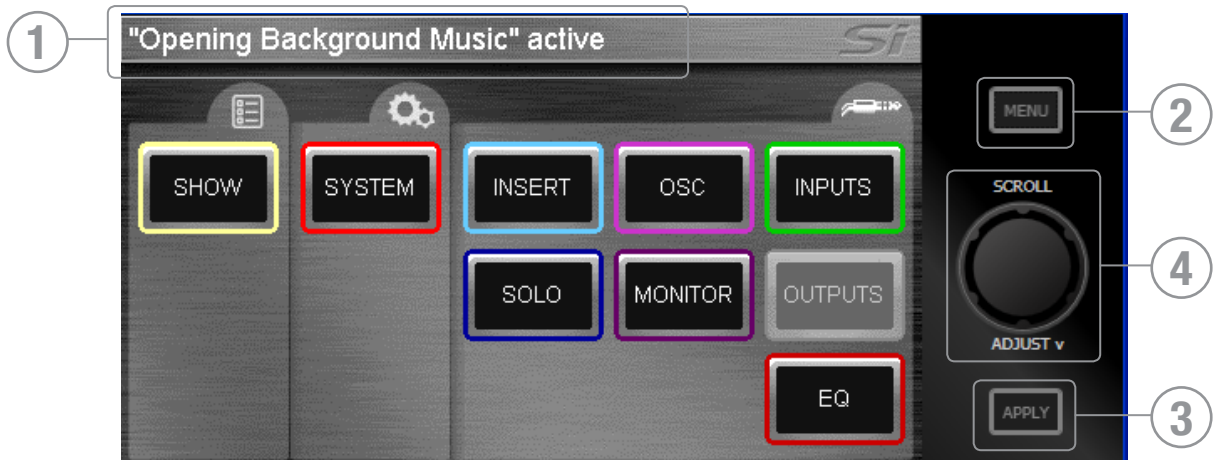 1
"Opening Background Music" active
Si
MENU
2
SHOW
SYSTEM
INSERT
OSC
INPUTS
SCROLL
4
SOLO
MONITOR
OUTPUTS
ADJUST v
EQ
APPLY
3